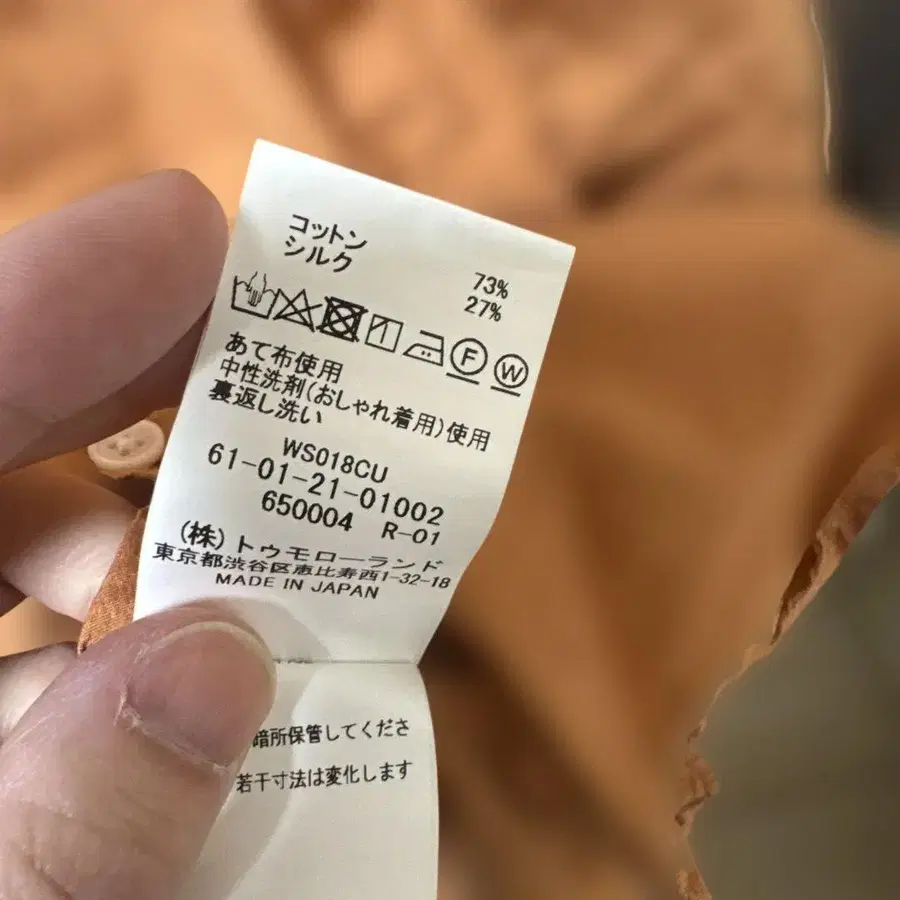 コットン 73%
シルク 27%
F W
あて布使用
中性洗剤(おしゃれ着用)使用
裏返し洗い
WS018CU
61-01-21-01002
650004 R-01
(株)トゥモローランド
東京都渋谷区恵比寿西1-32-18
MADE IN JAPAN
暗所保管してくださ
若干寸法は変化します